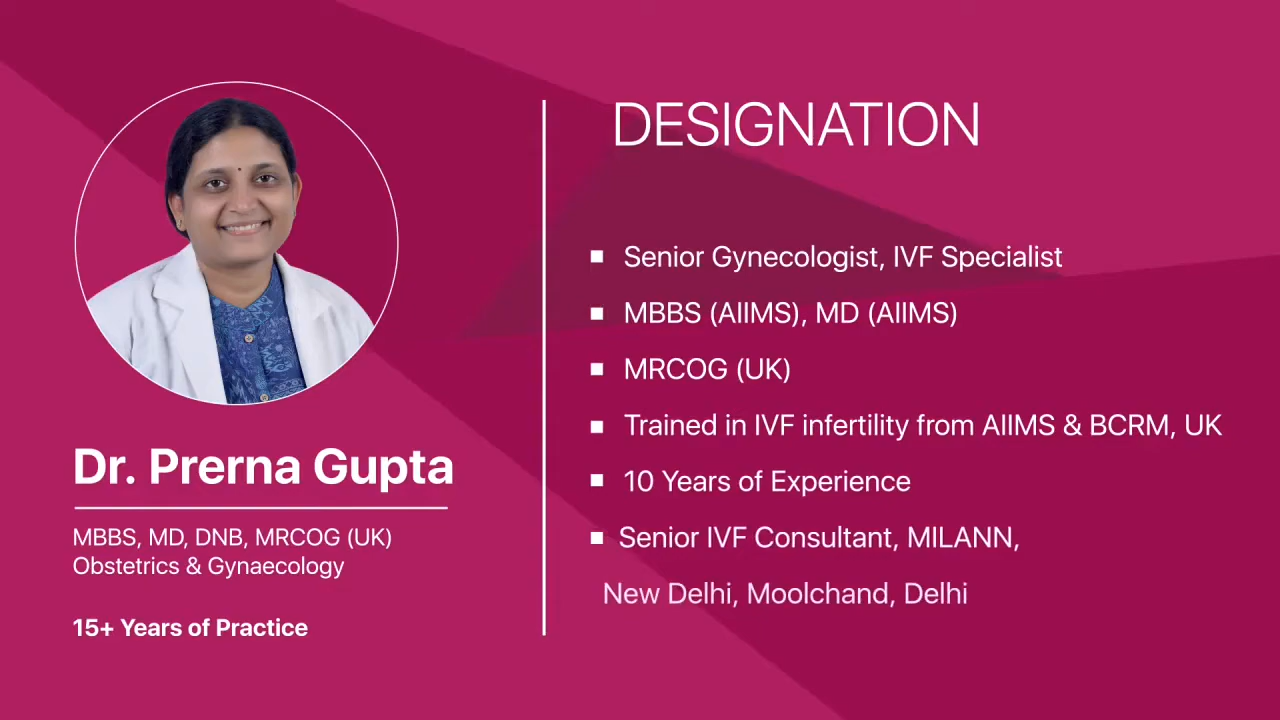 Dr. Prerna Gupta
MBBS, MD, DNB, MRCOG (UK)
Obstetrics & Gynaecology
15+ Years of Practice
DESIGNATION
Senior Gynecologist, IVF Specialist
MBBS (AIIMS), MD (AIIMS)
MRCOG (UK)
Trained in IVF infertility from AIIMS & BCRM, UK
10 Years of Experience
Senior IVF Consultant, MILANN,
New Delhi, Moolchand, Delhi